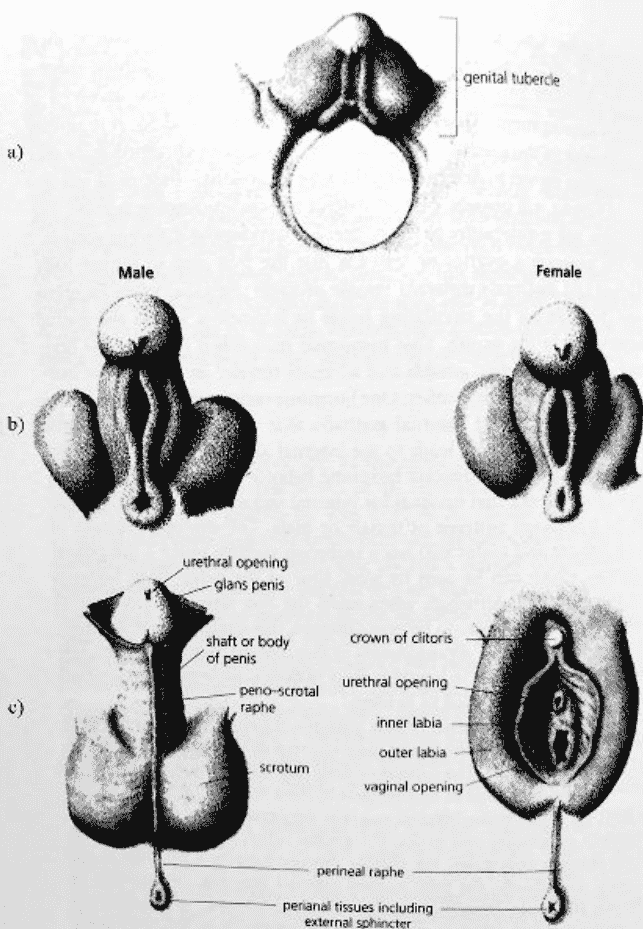 genital tubercle
a)
Male
Female
b)
urethral opening
glans penis
shaft or body
of penis
peno-scrotal
raphe
c)
scrotum
crown of clitoris
urethral opening
inner labia
outer labia
vaginal opening
perineal raphe
perianal tissues including
external sphincter